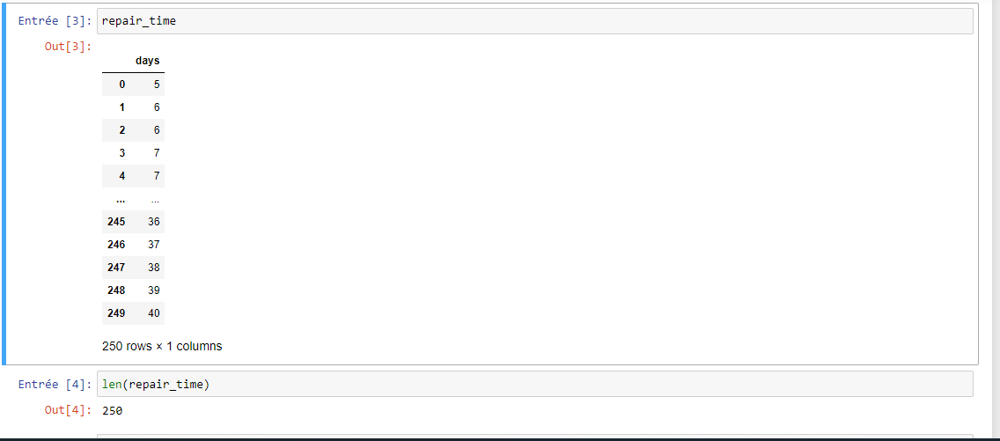 Entrée [3]: repair_time
Out[3]:
days
0 5
1 6
2 6
3 7
4 7
... ...
245 36
246 37
247 38
248 39
249 40
250 rows × 1 columns
Entrée [4]: len(repair_time)
Out[4]: 250